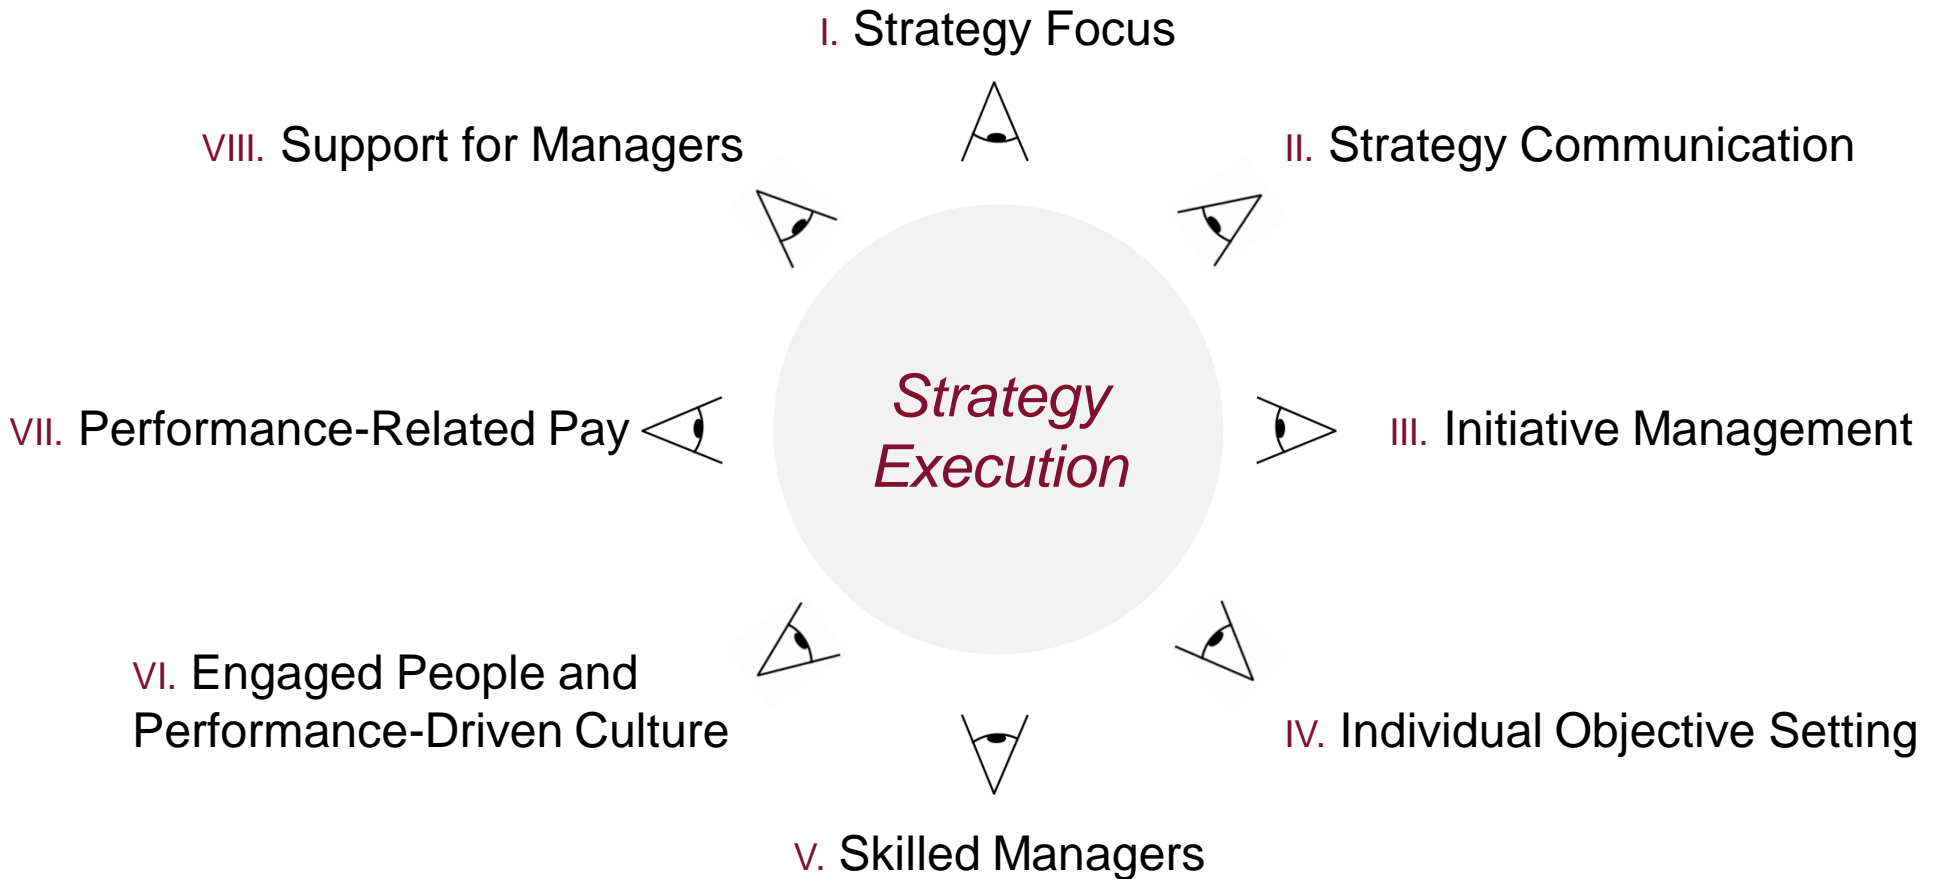 I. Strategy Focus
II. Strategy Communication
III. Initiative Management
IV. Individual Objective Setting
V. Skilled Managers
VI. Engaged People and
Performance-Driven Culture
VII. Performance-Related Pay
VIII. Support for Managers
Strategy
Execution